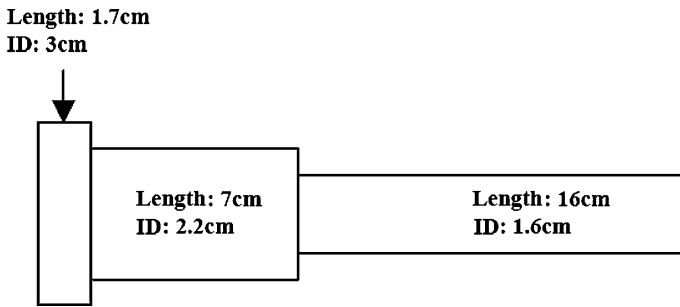 Length: 1.7cm
ID: 3cm
Length: 7cm
ID: 2.2cm
Length: 16cm
ID: 1.6cm